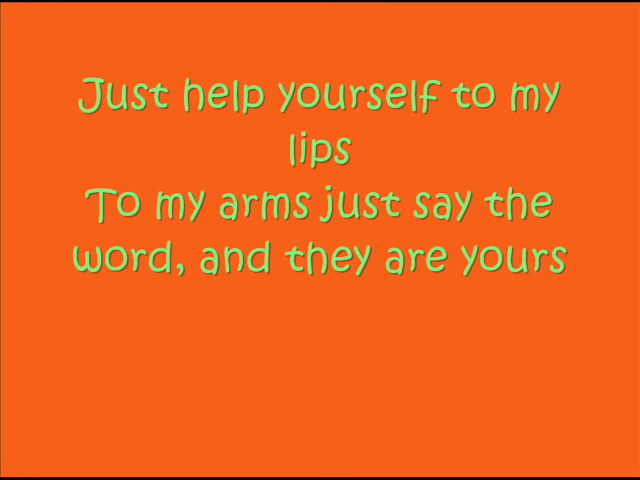 Just help yourself to my
lips
To my arms just say the
word, and they are yours